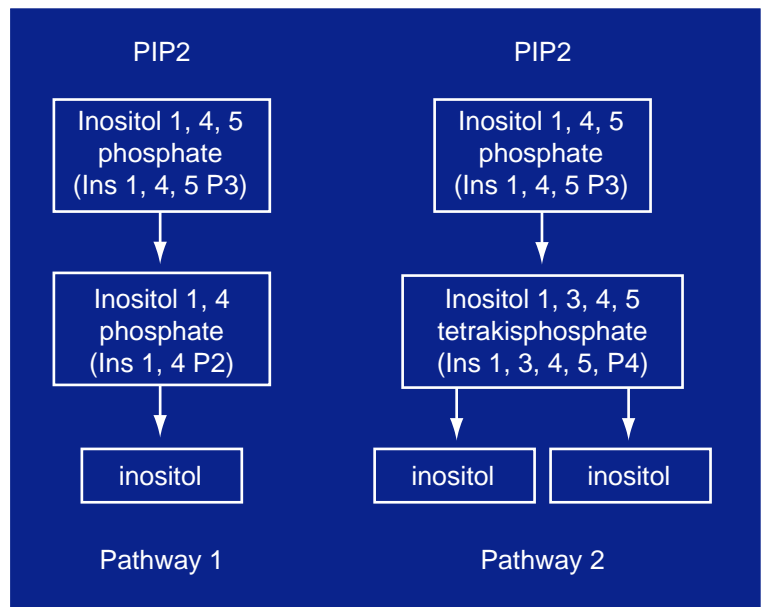 PIP2
Inositol 1, 4, 5
phosphate
(Ins 1, 4, 5 P3)
Inositol 1, 4
phosphate
(Ins 1, 4 P2)
inositol
Pathway 1
PIP2
Inositol 1, 4, 5
phosphate
(Ins 1, 4, 5 P3)
Inositol 1, 3, 4, 5
tetrakisphosphate
(Ins 1, 3, 4, 5, P4)
inositol
inositol
Pathway 2